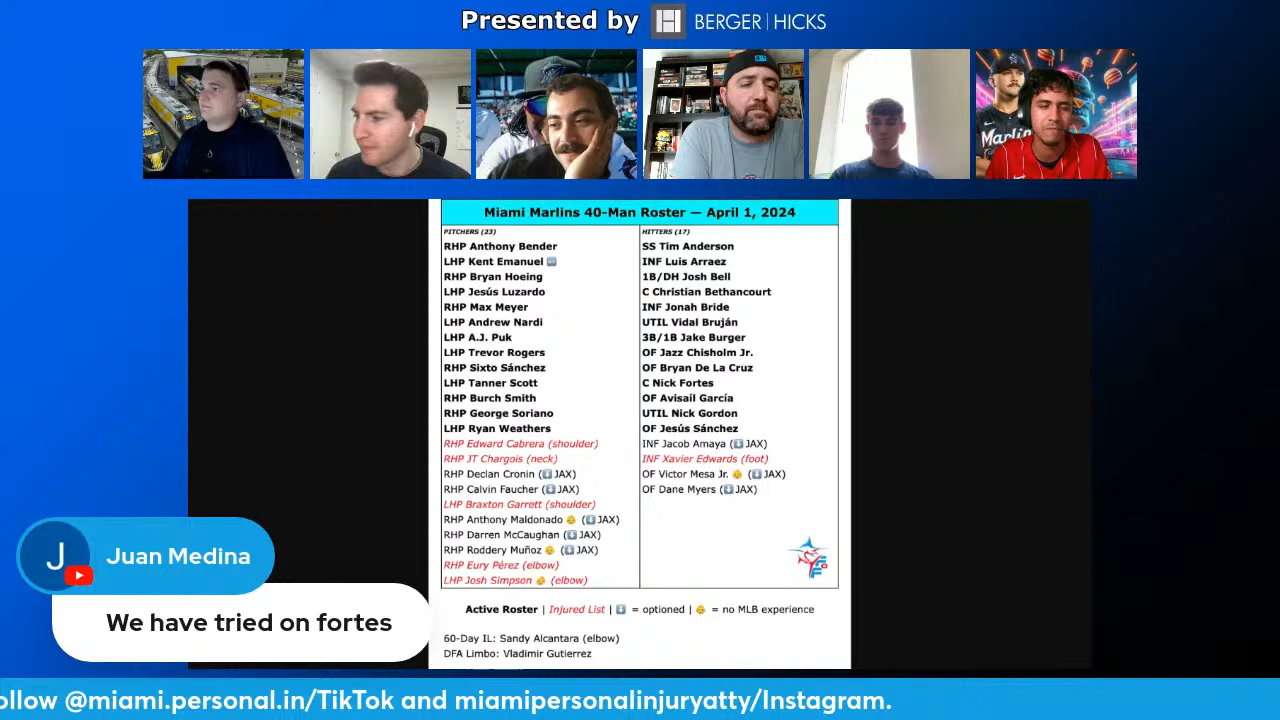 Presented by BERGER | HICKS
Marlins
Miami Marlins 40-Man Roster — April 1, 2024
PITCHERS (23)
RHP Anthony Bender
LHP Kent Emanuel
RHP Bryan Hoeing
LHP Jesús Luzardo
RHP Max Meyer
LHP Andrew Nardi
LHP A.J. Puk
LHP Trevor Rogers
RHP Sixto Sánchez
LHP Tanner Scott
RHP Burch Smith
RHP George Soriano
LHP Ryan Weathers
RHP Edward Cabrera (shoulder)
RHP JT Chargois (neck)
RHP Declan Cronin (⬇️JAX)
RHP Calvin Faucher (⬇️JAX)
LHP Braxton Garrett (shoulder)
RHP Anthony Maldonado 👶 (⬇️JAX)
RHP Darren McCaughan (⬇️JAX)
RHP Roddery Muñoz 👶 (⬇️JAX)
RHP Eury Pérez (elbow)
LHP Josh Simpson 👶 (elbow)
HITTERS (17)
SS Tim Anderson
INF Luis Arraez
1B/DH Josh Bell
C Christian Bethancourt
INF Jonah Bride
UTIL Vidal Bruján
3B/1B Jake Burger
OF Jazz Chisholm Jr.
OF Bryan De La Cruz
C Nick Fortes
OF Avisaíl García
UTIL Nick Gordon
OF Jesús Sánchez
INF Jacob Amaya (⬇️JAX)
INF Xavier Edwards (foot)
OF Victor Mesa Jr. 👶 (⬇️JAX)
OF Dane Myers (⬇️JAX)
Active Roster | Injured List | ⬇️ = optioned | 👶 = no MLB experience
60-Day IL: Sandy Alcantara (elbow)
DFA Limbo: Vladimir Gutierrez
J Juan Medina
We have tried on fortes
ollow @miami.personal.in/TikTok and miamipersonalinjuryatty/Instagram.